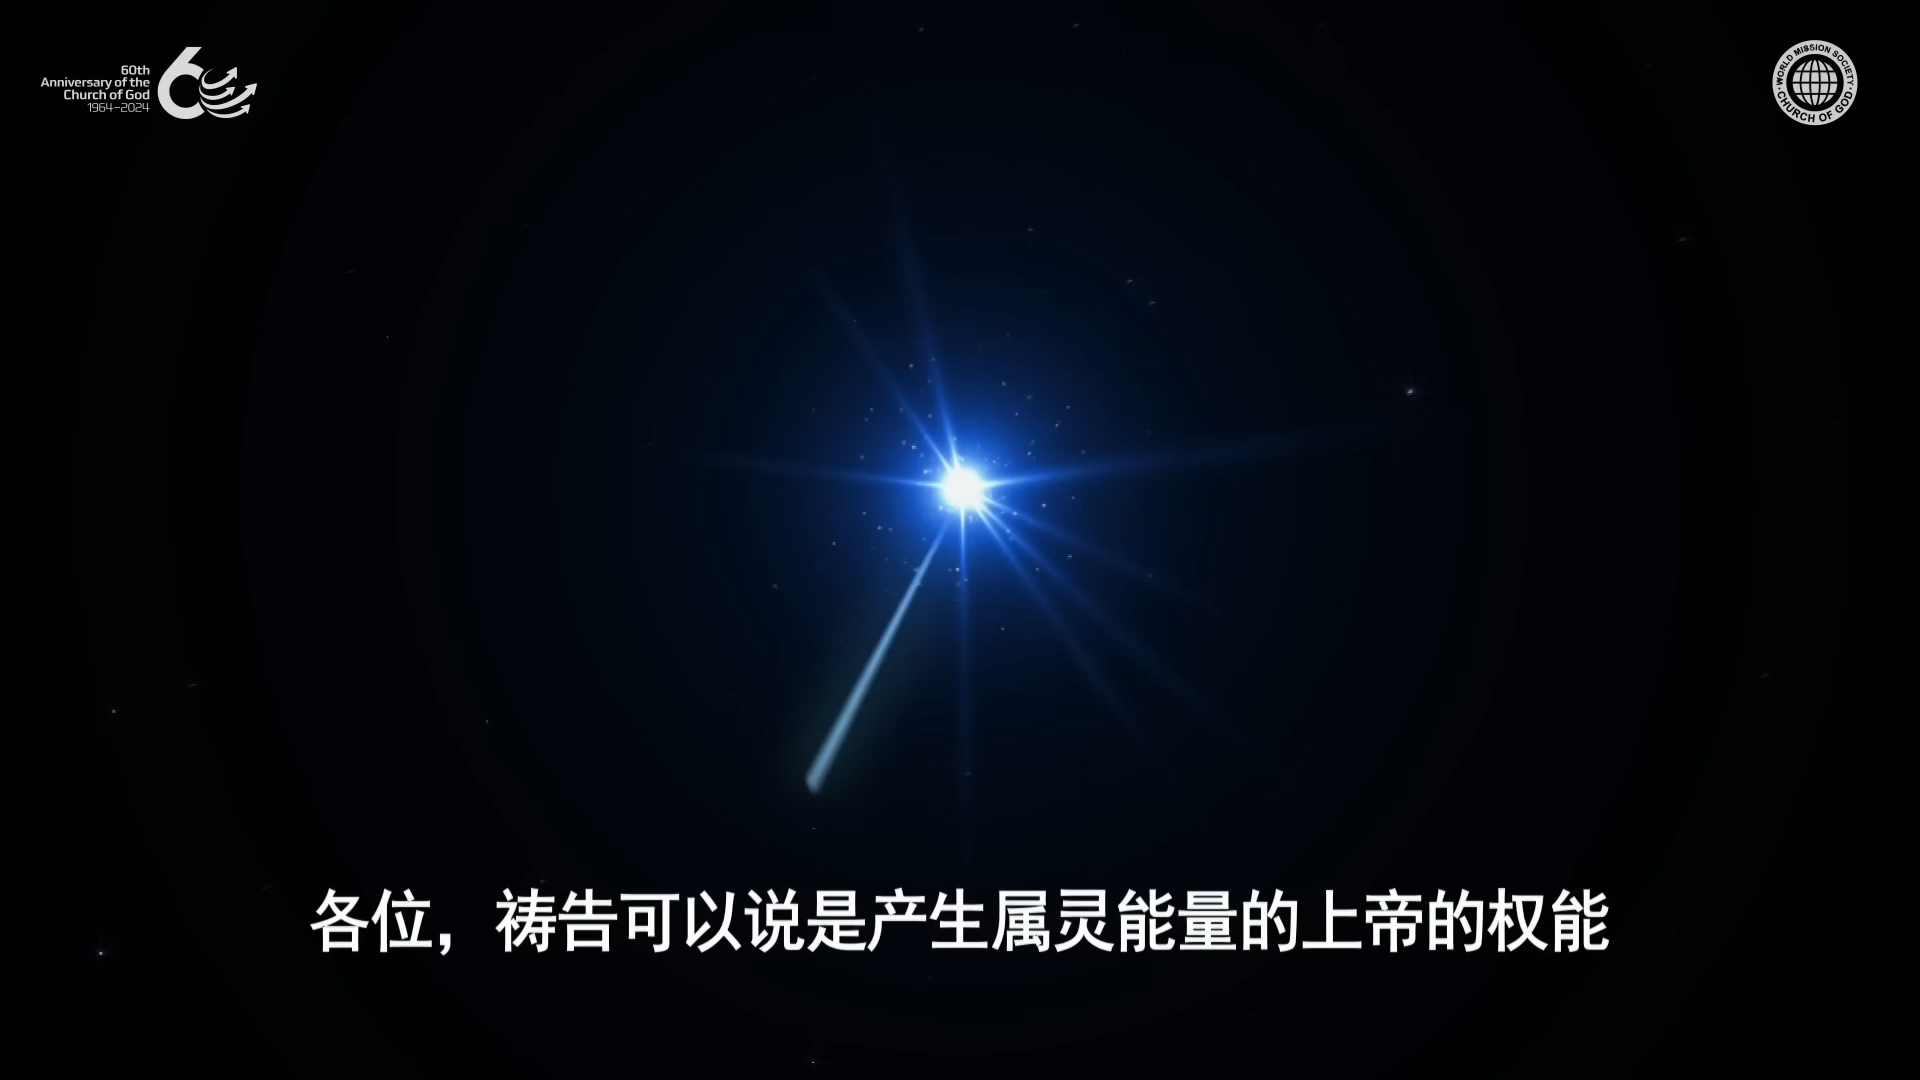 60th
Anniversary of the
Church of God
1964–2024
WORLD MISSION SOCIETY
CHURCH OF GOD
各位，祷告可以说是产生属灵能量的上帝的权能